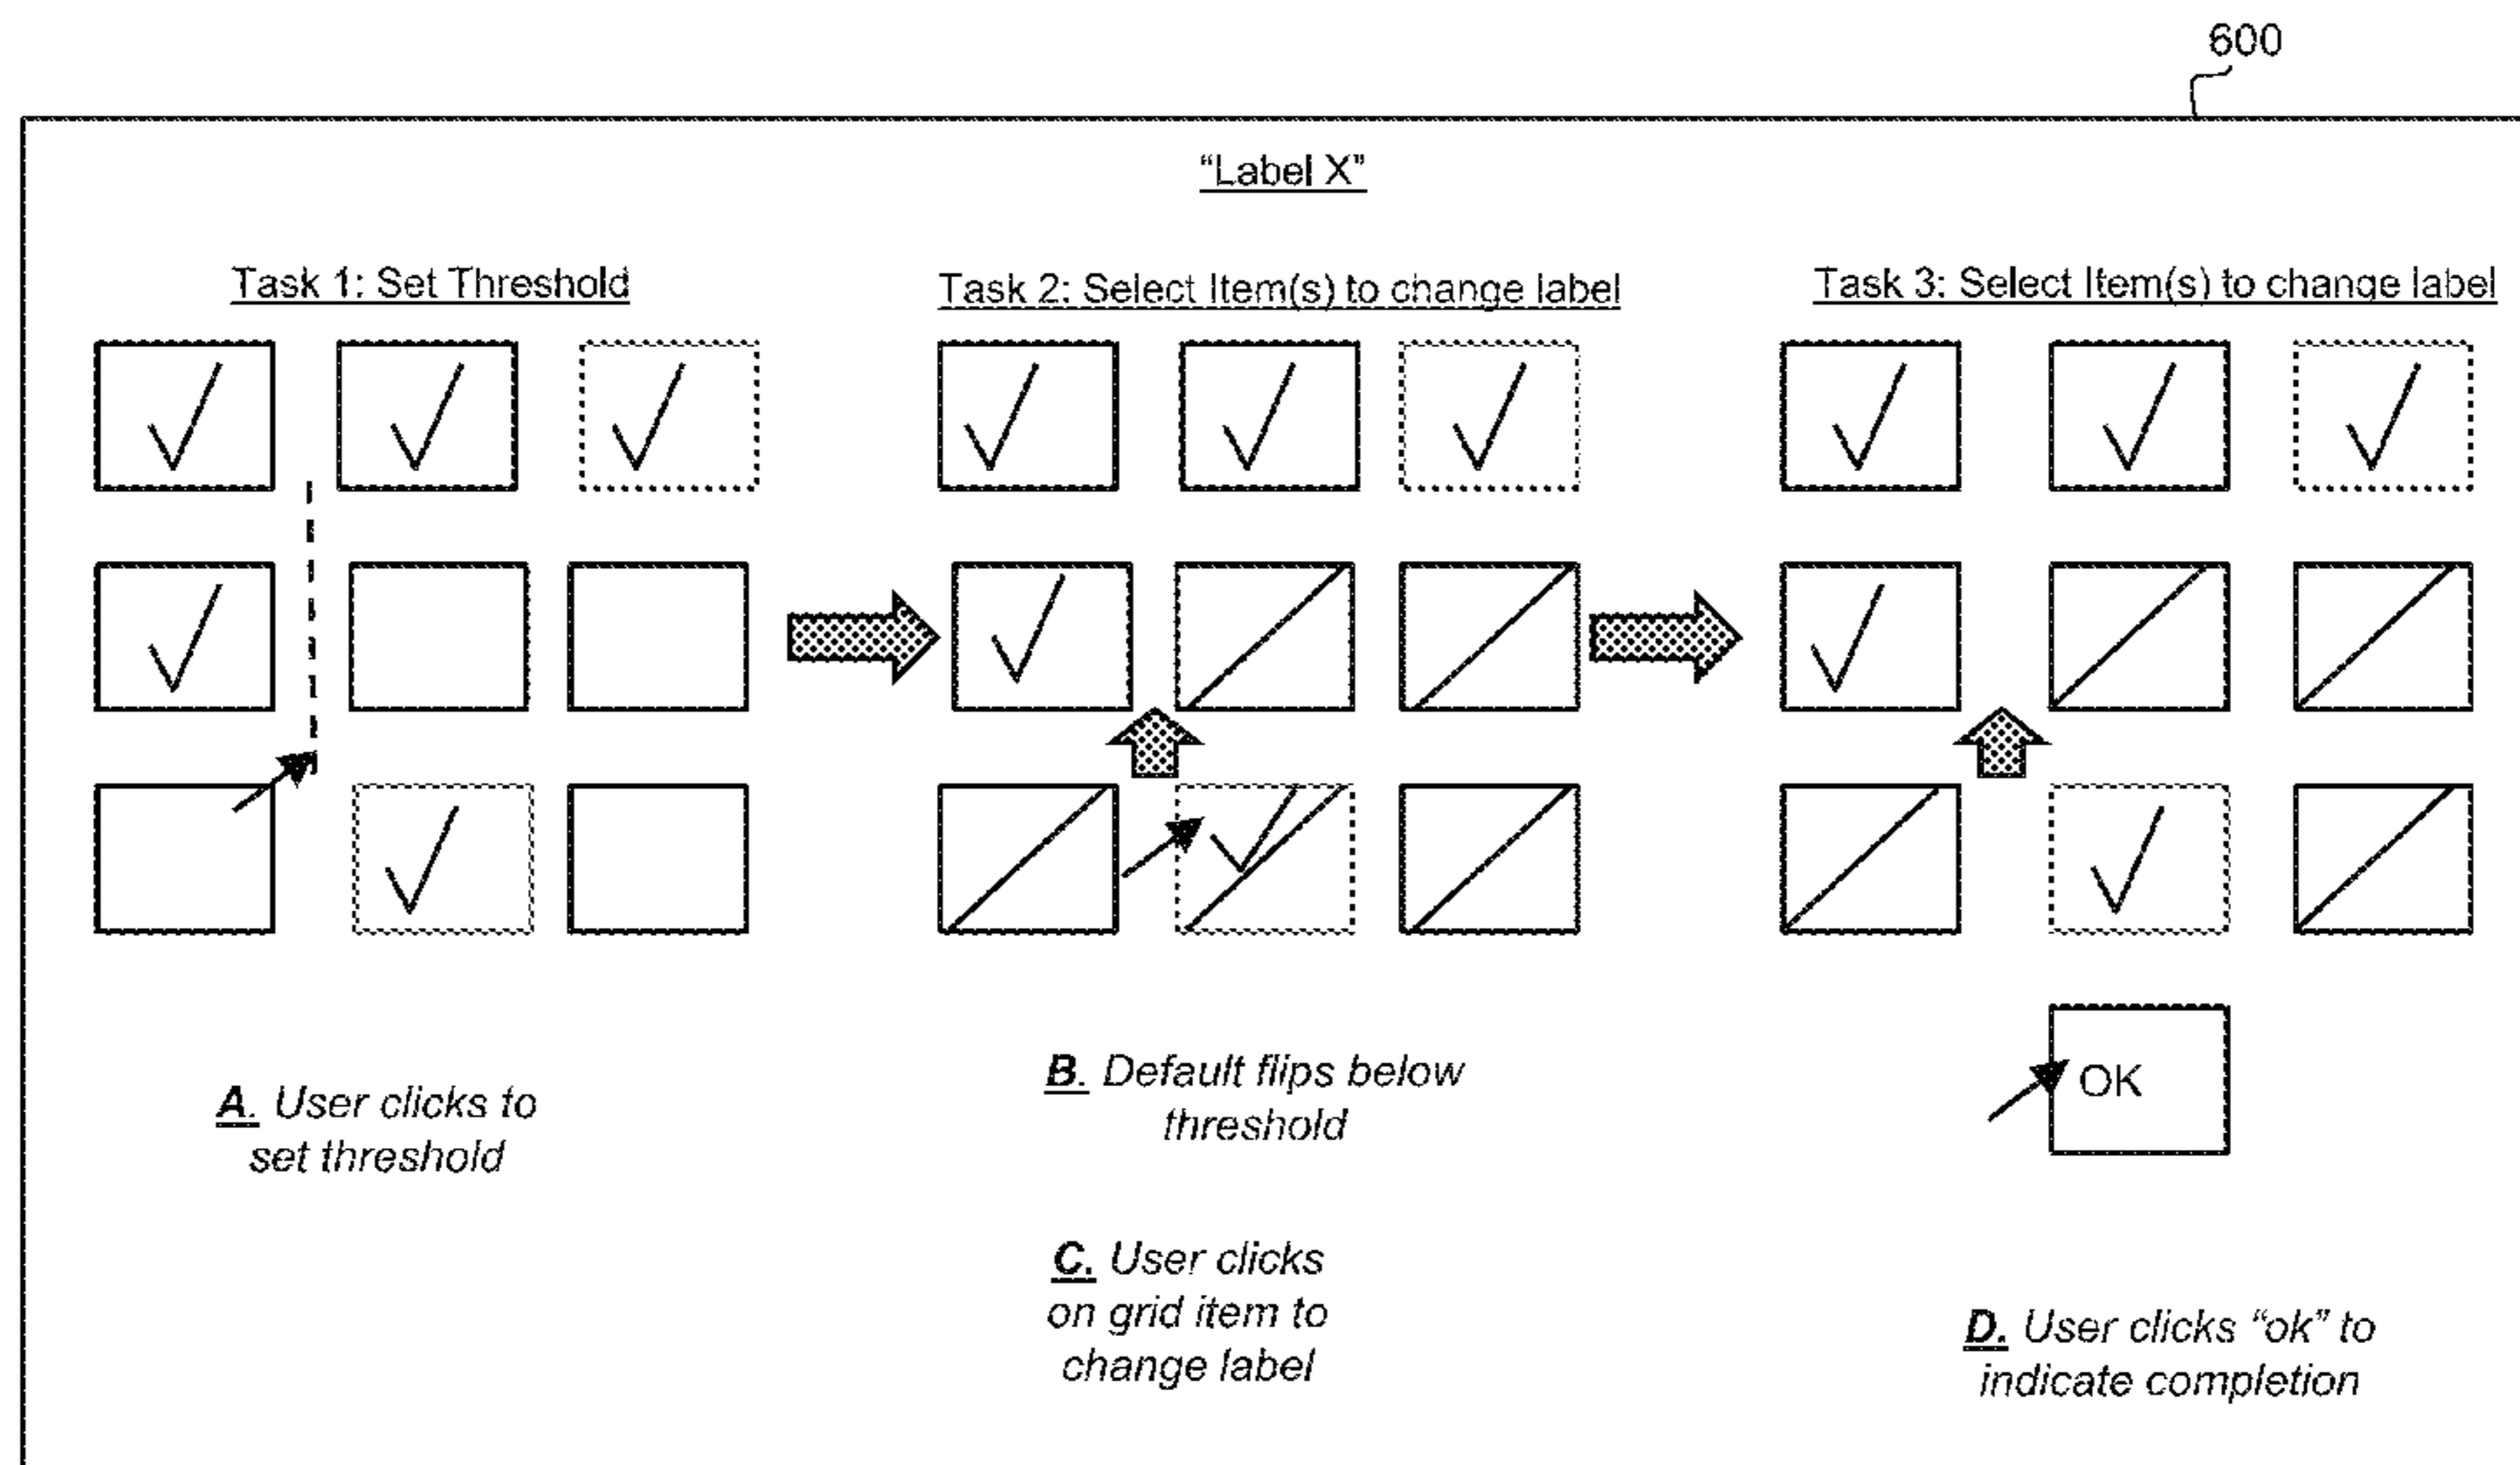 600
“Label X”
Task 1: Set Threshold
Task 2: Select Item(s) to change label
Task 3: Select Item(s) to change label
A. User clicks to
set threshold
B. Default flips below
threshold
C. User clicks
on grid item to
change label
OK
D. User clicks “ok” to
indicate completion